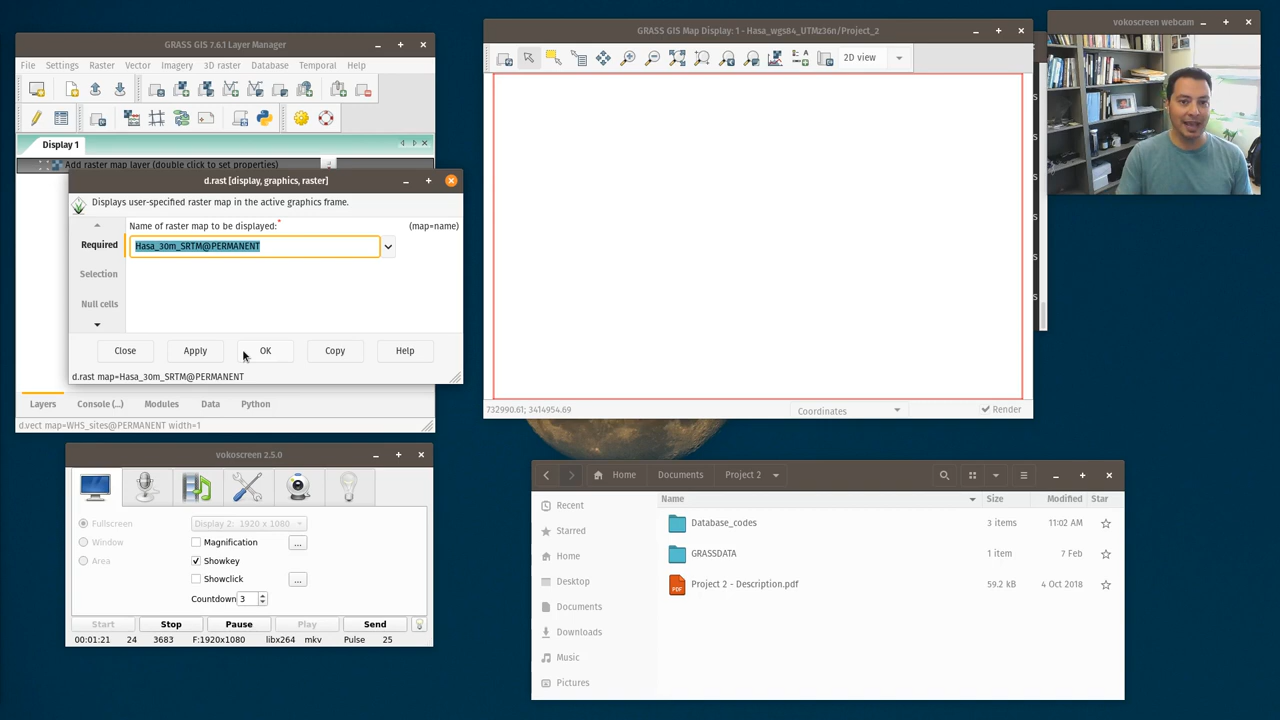 GRASS GIS 7.6.1 Layer Manager
File Settings Raster Vector Imagery 3D raster Database Temporal Help
Display 1
Add raster map layer (double click to set properties)
d.rast [display, graphics, raster]
Displays user-specified raster map in the active graphics frame.
Required
Selection
Null cells
Name of raster map to be displayed:* (map=name)
Hasa_30m_SRTM@PERMANENT
Close Apply OK Copy Help
d.rast map=Hasa_30m_SRTM@PERMANENT
Layers Console (...) Modules Data Python
d.vect map=WHS_sites@PERMANENT width=1
GRASS GIS Map Display: 1 - Hasa_wgs84_UTMz36n/Project_2
2D view
732990.61; 3414954.69
Coordinates
Render
vokoscreen webcam
vokoscreen 2.5.0
Fullscreen
Window
Area
Display 2: 1920 x 1080
Magnification ...
Showkey
Showclick ...
Countdown 3
Start Stop Pause Play Send
00:01:21 24 3683 F:1920x1080 libx264 mkv Pulse 25
Home Documents Project 2
Recent
Starred
Home
Desktop
Documents
Downloads
Music
Pictures
Name Size Modified Star
Database_codes 3 items 11:02 AM
GRASSDATA 1 item 7 Feb
PDF
Project 2 - Description.pdf 59.2 kB 4 Oct 2018